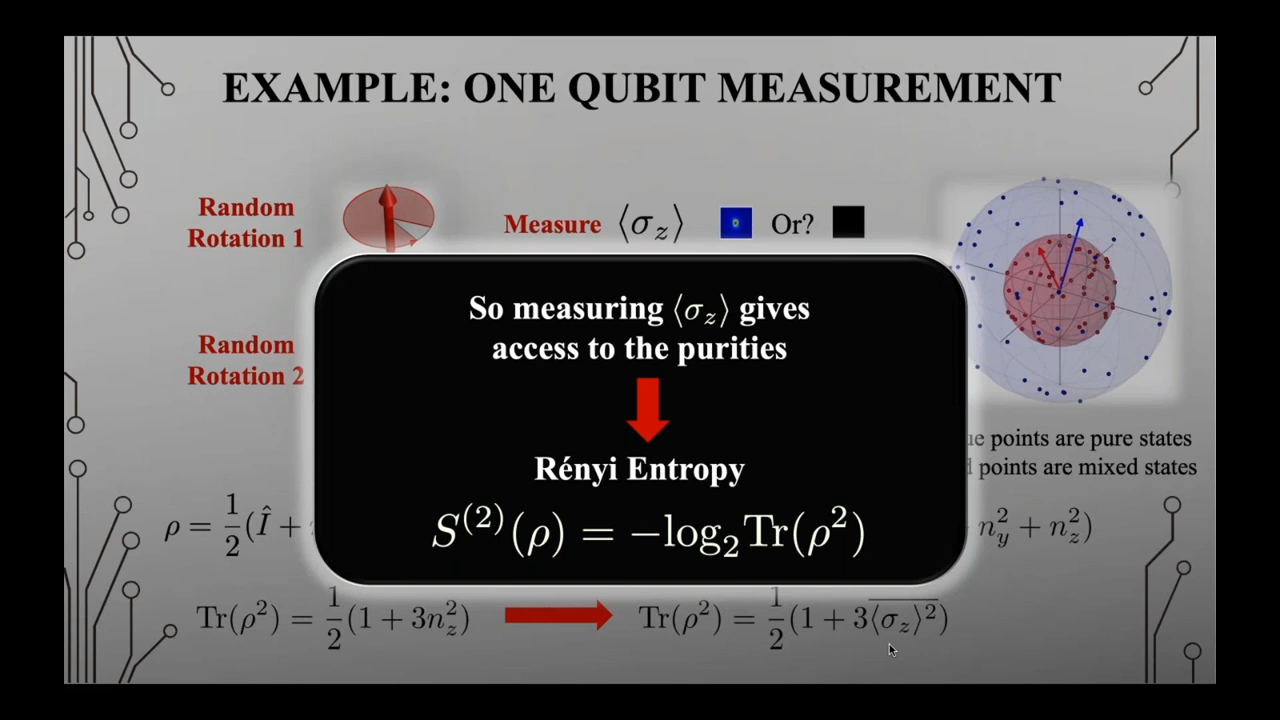 EXAMPLE: ONE QUBIT MEASUREMENT
Random
Rotation 1
Measure ⟨σ_z⟩ Or?
So measuring ⟨σ_z⟩ gives
access to the purities
Random
Rotation 2
points are pure states
points are mixed states
Rényi Entropy
S^(2)(ρ) = −log₂Tr(ρ²)
ρ = 1/2(Î +
n_y² + n_z²)
Tr(ρ²) = 1/2(1 + 3n_z²)
Tr(ρ²) = 1/2(1 + 3\overline{⟨σ_z⟩²})